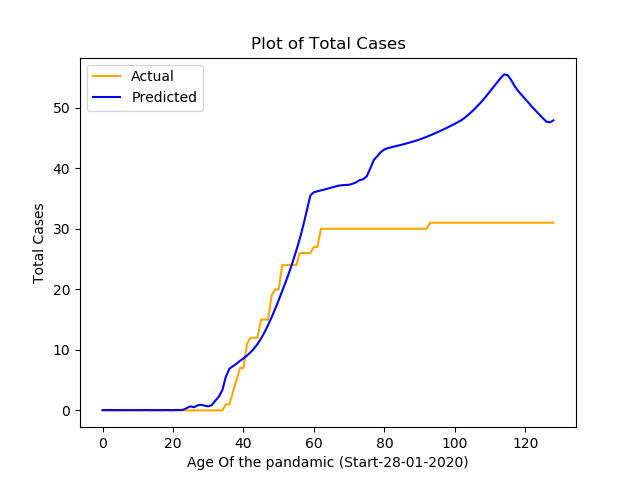 Plot of Total Cases
Actual
Predicted
Total Cases
50
40
30
20
10
0
0 20 40 60 80 100 120
Age Of the pandamic (Start-28-01-2020)